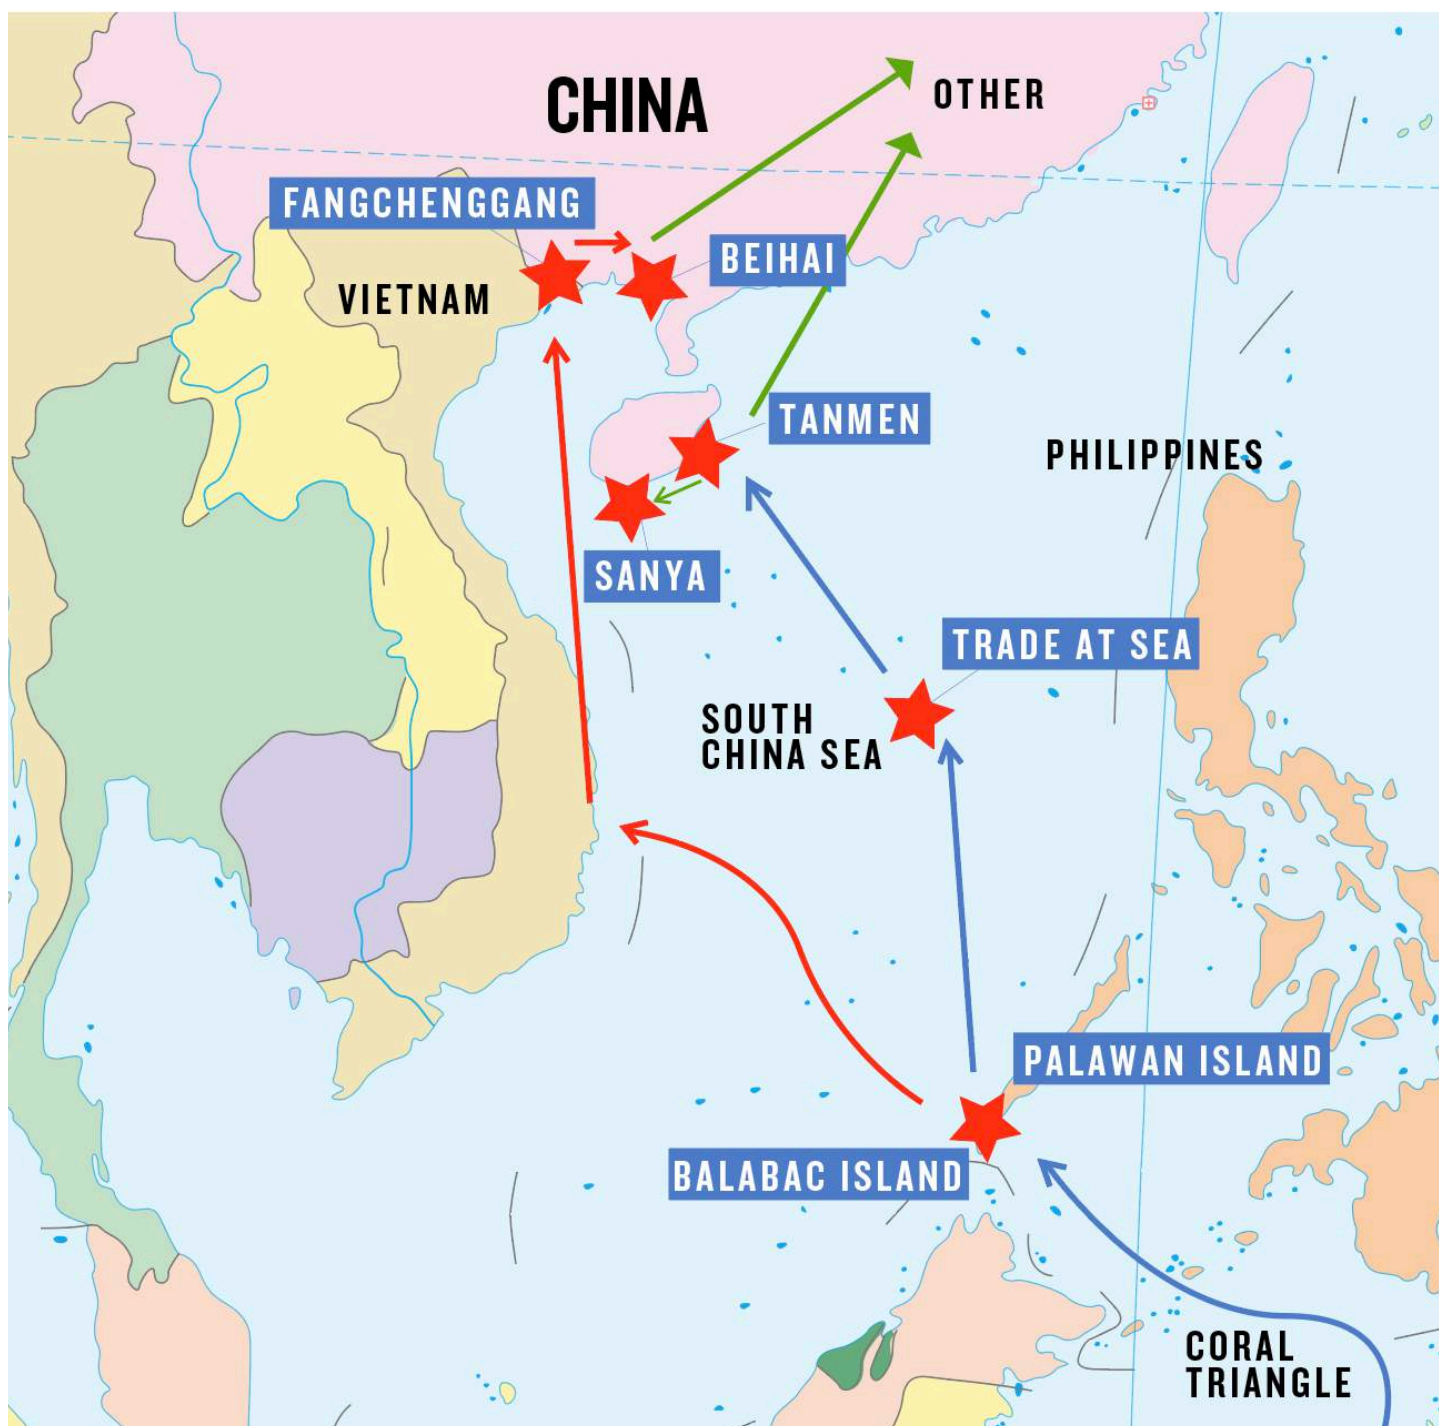 CHINA
OTHER
FANGCHENGGANG
BEIHAI
VIETNAM
TANMEN
PHILIPPINES
SANYA
TRADE AT SEA
SOUTH
CHINA SEA
PALAWAN ISLAND
BALABAC ISLAND
CORAL
TRIANGLE